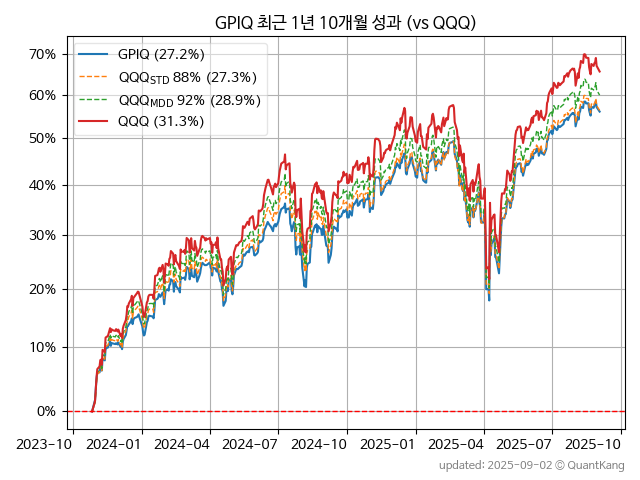 GPIQ 최근 1년 10개월 성과 (vs QQQ)
GPIQ (27.2%)
QQQSTD 88% (27.3%)
QQQMDD 92% (28.9%)
QQQ (31.3%)
70%
60%
50%
40%
30%
20%
10%
0%
2023-10 2024-01 2024-04 2024-07 2024-10 2025-01 2025-04 2025-07 2025-10
updated: 2025-09-02 © QuantKang